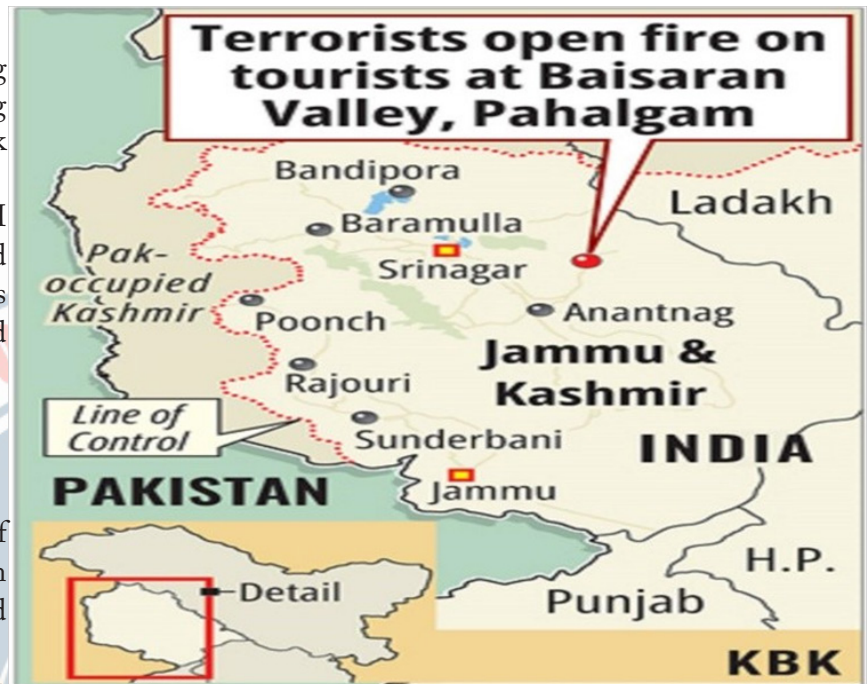 Terrorists open fire on
tourists at Baisaran
Valley, Pahalgam
Bandipora
Ladakh
Baramulla
Srinagar
Pak-
occupied
Kashmir
Poonch
Anantnag
Jammu &
Kashmir
Rajouri
Line of
Control
Sunderbani
INDIA
PAKISTAN
Jammu
H.P.
Detail
Punjab
KBK